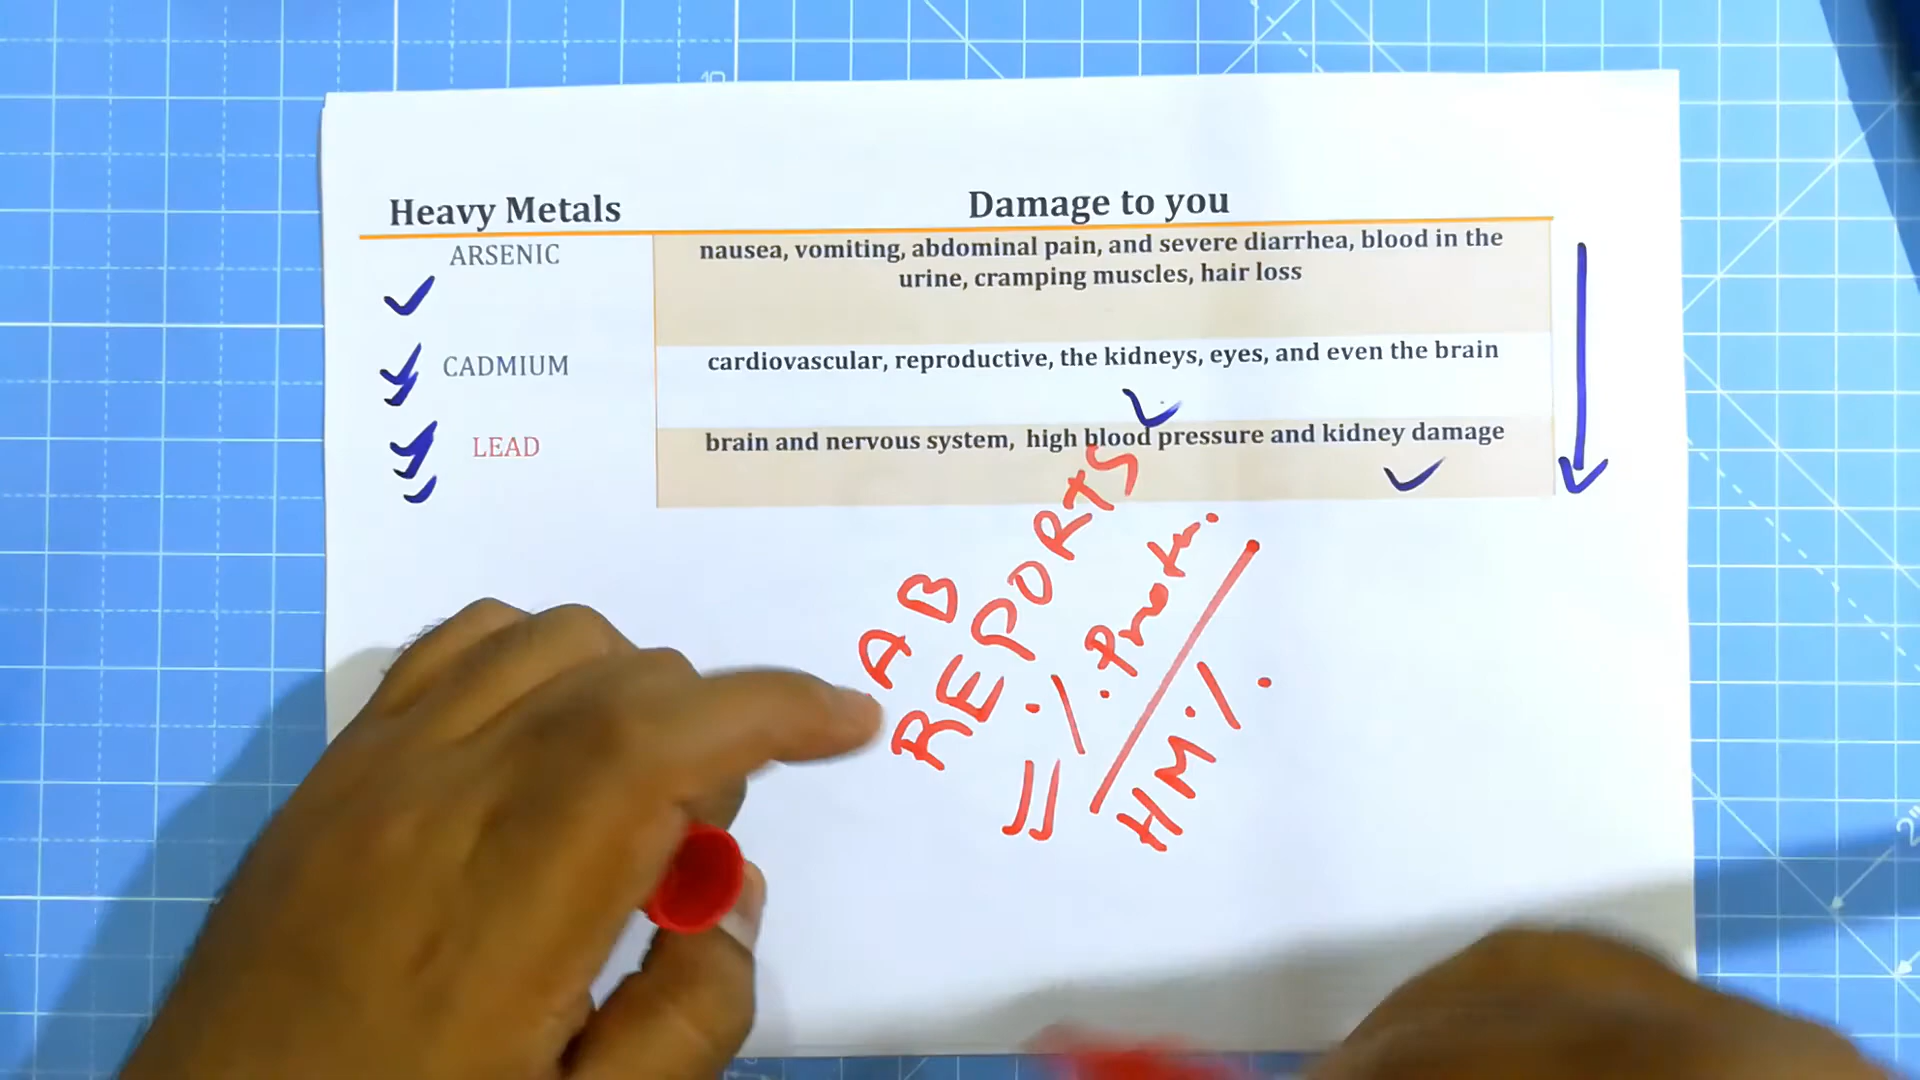 10
Heavy Metals
Damage to you
ARSENIC
nausea, vomiting, abdominal pain, and severe diarrhea, blood in the
urine, cramping muscles, hair loss
CADMIUM
cardiovascular, reproductive, the kidneys, eyes, and even the brain
LEAD
brain and nervous system, high blood pressure and kidney damage
AB
REPORTS
HM %
2"